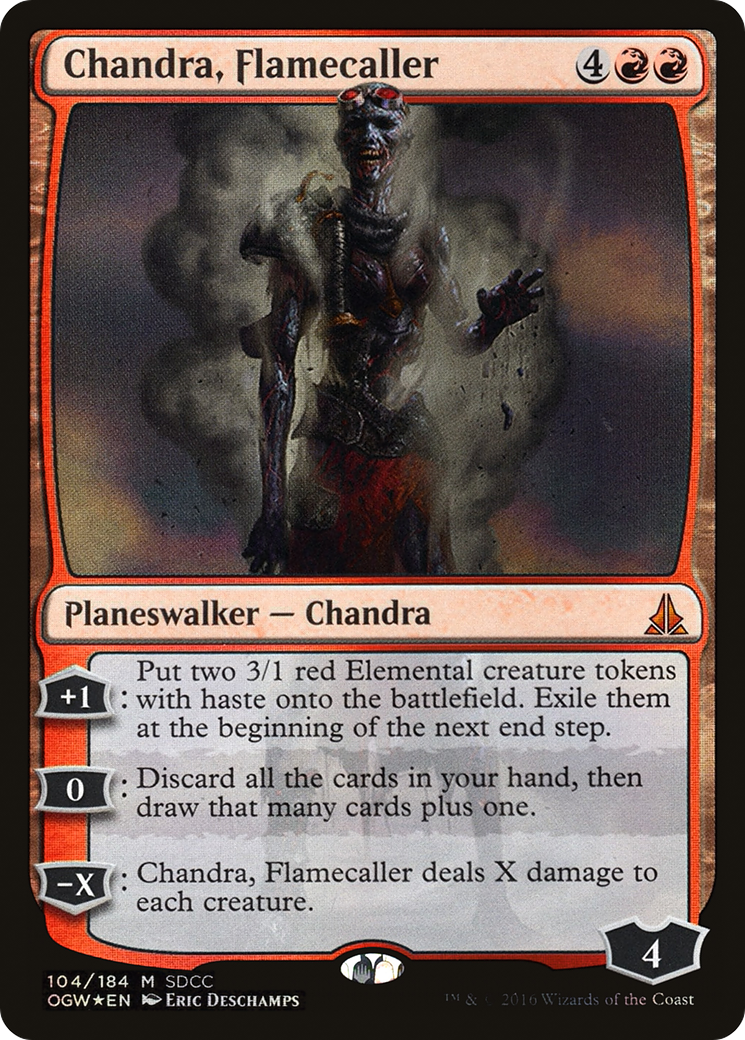 Chandra, Flamecaller 4
Planeswalker — Chandra
+1: Put two 3/1 red Elemental creature tokens
with haste onto the battlefield. Exile them
at the beginning of the next end step.
0: Discard all the cards in your hand, then
draw that many cards plus one.
−X: Chandra, Flamecaller deals X damage to
each creature.
4
104/184 M SDCC
OGW★EN Eric Deschamps
™ & © 2016 Wizards of the Coast